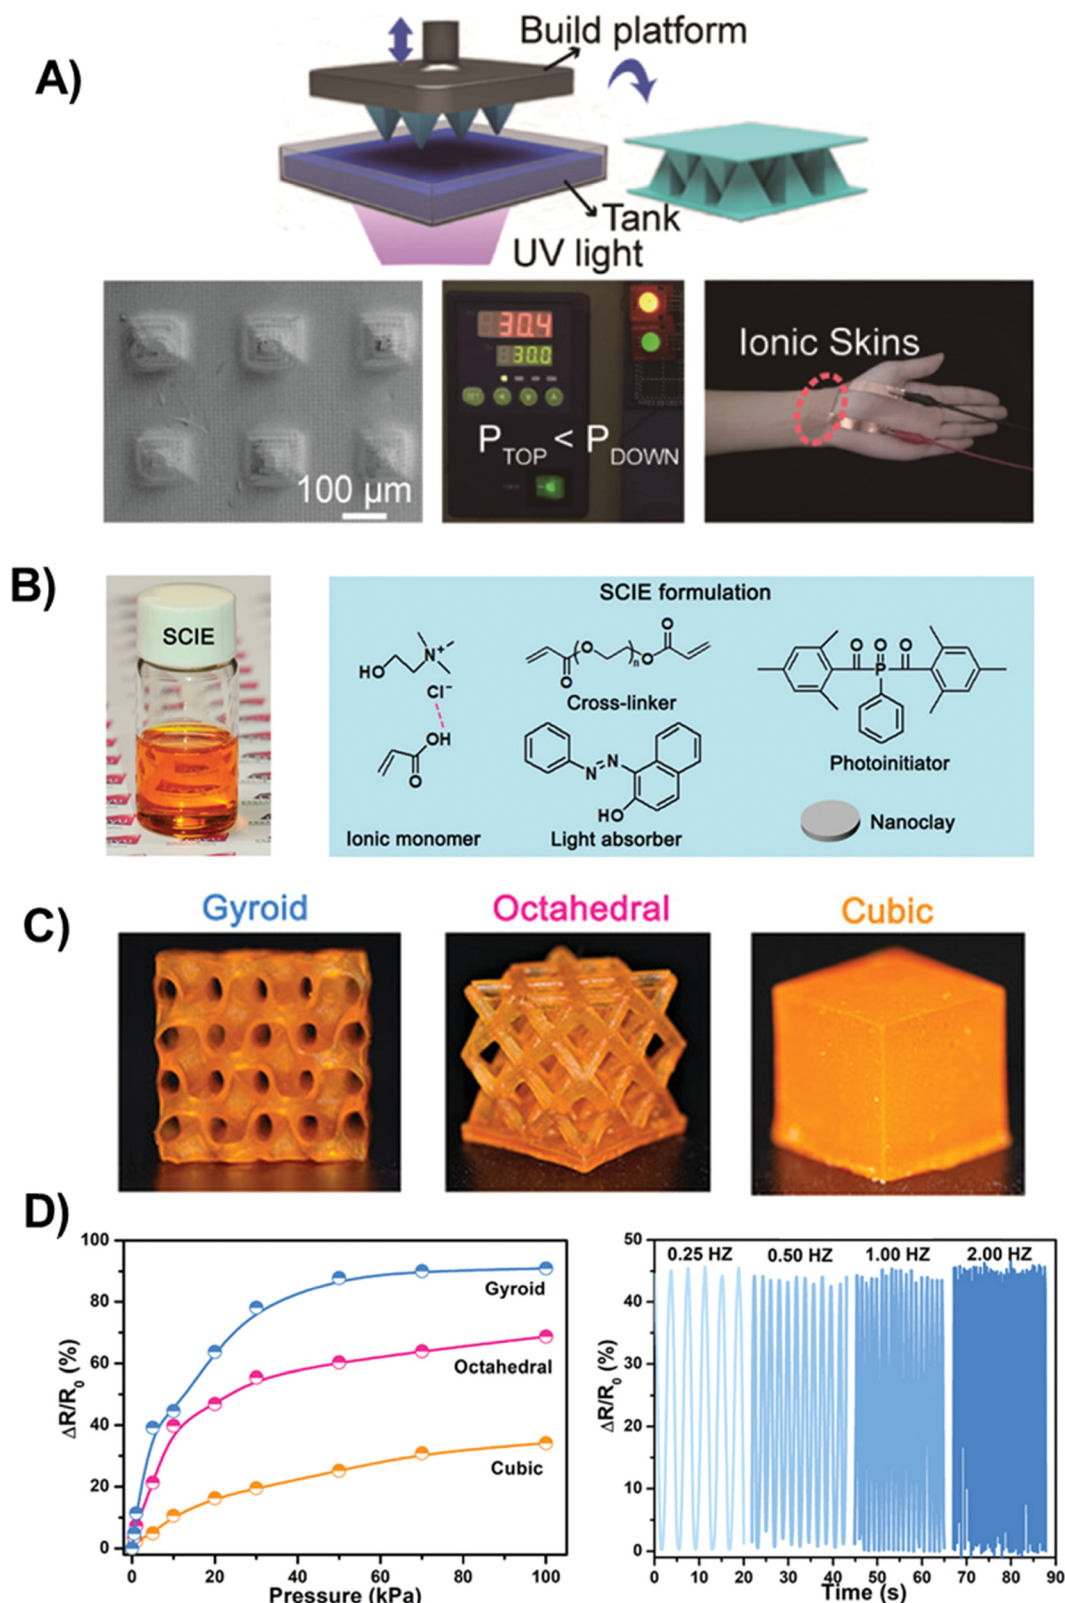 A)
Build platform
Tank
UV light
100 µm
30.4
30.0
P_TOP < P_DOWN
Ionic Skins
B)
SCIE
SCIE formulation
HO
N+
Cl−
OH
O
Ionic monomer
O
O
n
O
O
Cross-linker
N=N
HO
Light absorber
O O O
P
Photoinitiator
Nanoclay
C)
Gyroid
Octahedral
Cubic
D)
100
80
60
40
20
0
ΔR/R0 (%)
Gyroid
Octahedral
Cubic
0 20 40 60 80 100
Pressure (kPa)
50
40
30
20
10
0
ΔR/R0 (%)
0.25 HZ
0.50 HZ
1.00 HZ
2.00 HZ
0 10 20 30 40 50 60 70 80 90
Time (s)